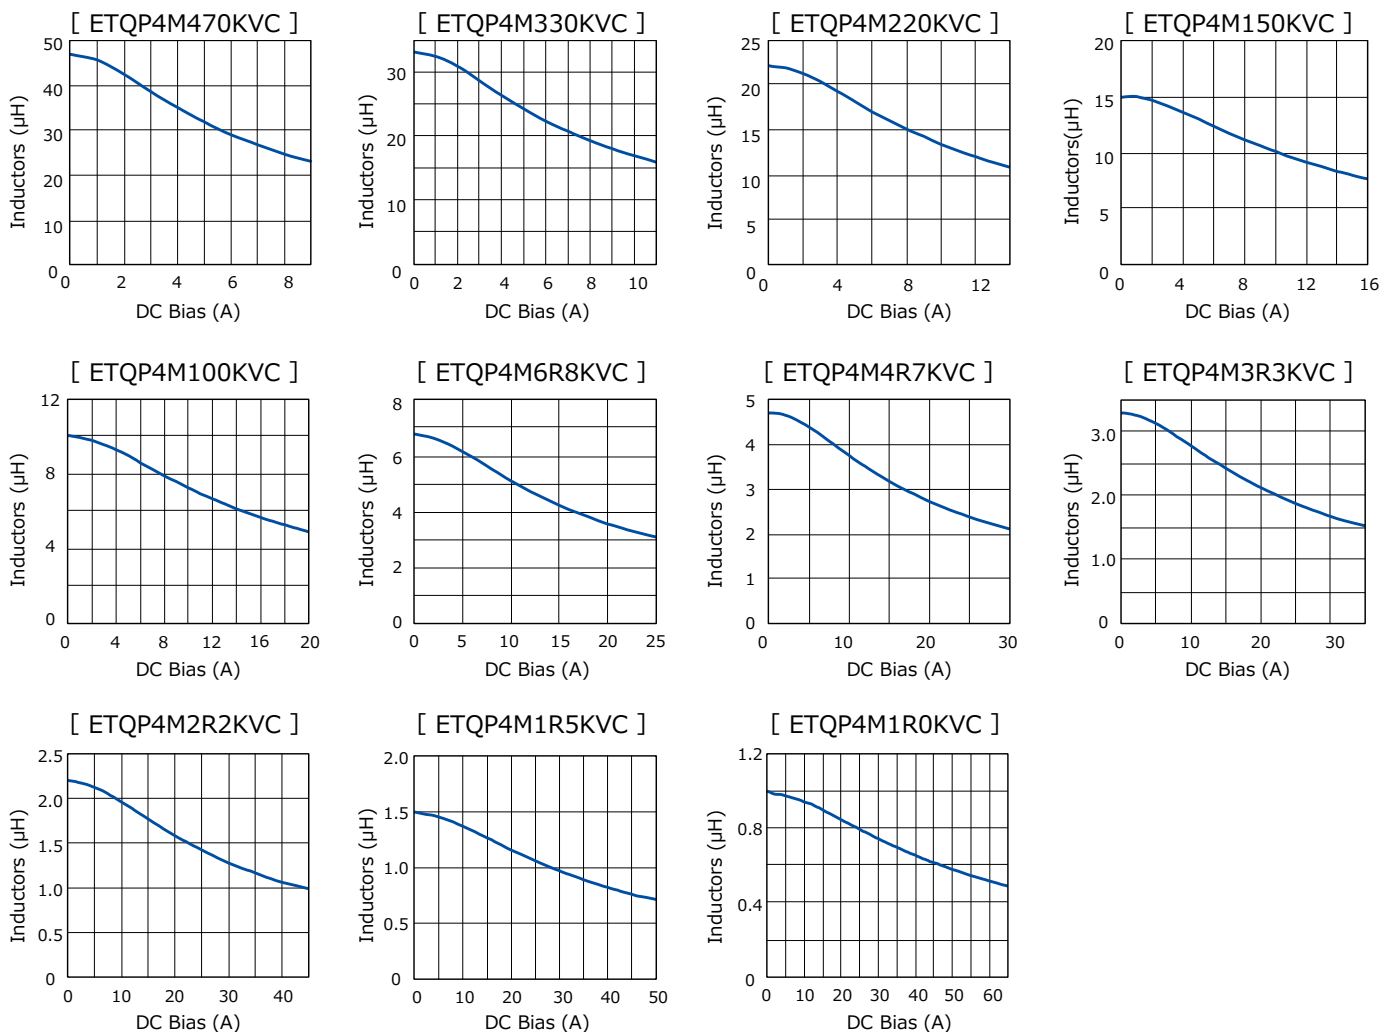 [ ETQP4M470KVC ]
50
40
30
20
10
0
0 2 4 6 8
Inductors (μH)
DC Bias (A)
[ ETQP4M330KVC ]
30
20
10
0
0 2 4 6 8 10
Inductors (μH)
DC Bias (A)
[ ETQP4M220KVC ]
25
20
15
10
5
0
0 4 8 12
Inductors (μH)
DC Bias (A)
[ ETQP4M150KVC ]
20
15
10
5
0
0 4 8 12 16
Inductors(μH)
DC Bias (A)
[ ETQP4M100KVC ]
12
8
4
0
0 4 8 12 16 20
Inductors (μH)
DC Bias (A)
[ ETQP4M6R8KVC ]
8
6
4
2
0
0 5 10 15 20 25
Inductors (μH)
DC Bias (A)
[ ETQP4M4R7KVC ]
5
4
3
2
1
0
0 10 20 30
Inductors (μH)
DC Bias (A)
[ ETQP4M3R3KVC ]
3.0
2.0
1.0
0
0 10 20 30
Inductors (μH)
DC Bias (A)
[ ETQP4M2R2KVC ]
2.5
2.0
1.5
1.0
0.5
0
0 10 20 30 40
Inductors (μH)
DC Bias (A)
[ ETQP4M1R5KVC ]
2.0
1.5
1.0
0.5
0
0 10 20 30 40 50
Inductors (μH)
DC Bias (A)
[ ETQP4M1R0KVC ]
1.2
0.8
0.4
0
0 10 20 30 40 50 60
Inductors (μH)
DC Bias (A)